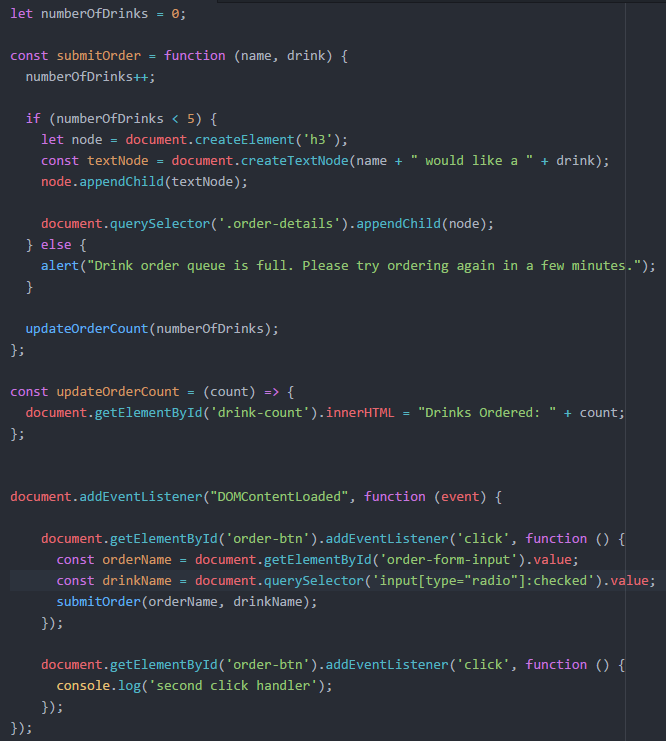 let numberOfDrinks = 0;
const submitOrder = function (name, drink) {
numberOfDrinks++;
if (numberOfDrinks < 5) {
let node = document.createElement('h3');
const textNode = document.createTextNode(name + " would like a " + drink);
node.appendChild(textNode);
document.querySelector('.order-details').appendChild(node);
} else {
alert("Drink order queue is full. Please try ordering again in a few minutes.");
}
updateOrderCount(numberOfDrinks);
};
const updateOrderCount = (count) => {
document.getElementById('drink-count').innerHTML = "Drinks Ordered: " + count;
};
document.addEventListener("DOMContentLoaded", function (event) {
document.getElementById('order-btn').addEventListener('click', function () {
const orderName = document.getElementById('order-form-input').value;
const drinkName = document.querySelector('input[type="radio"]:checked').value;
submitOrder(orderName, drinkName);
});
document.getElementById('order-btn').addEventListener('click', function () {
console.log('second click handler');
});
});